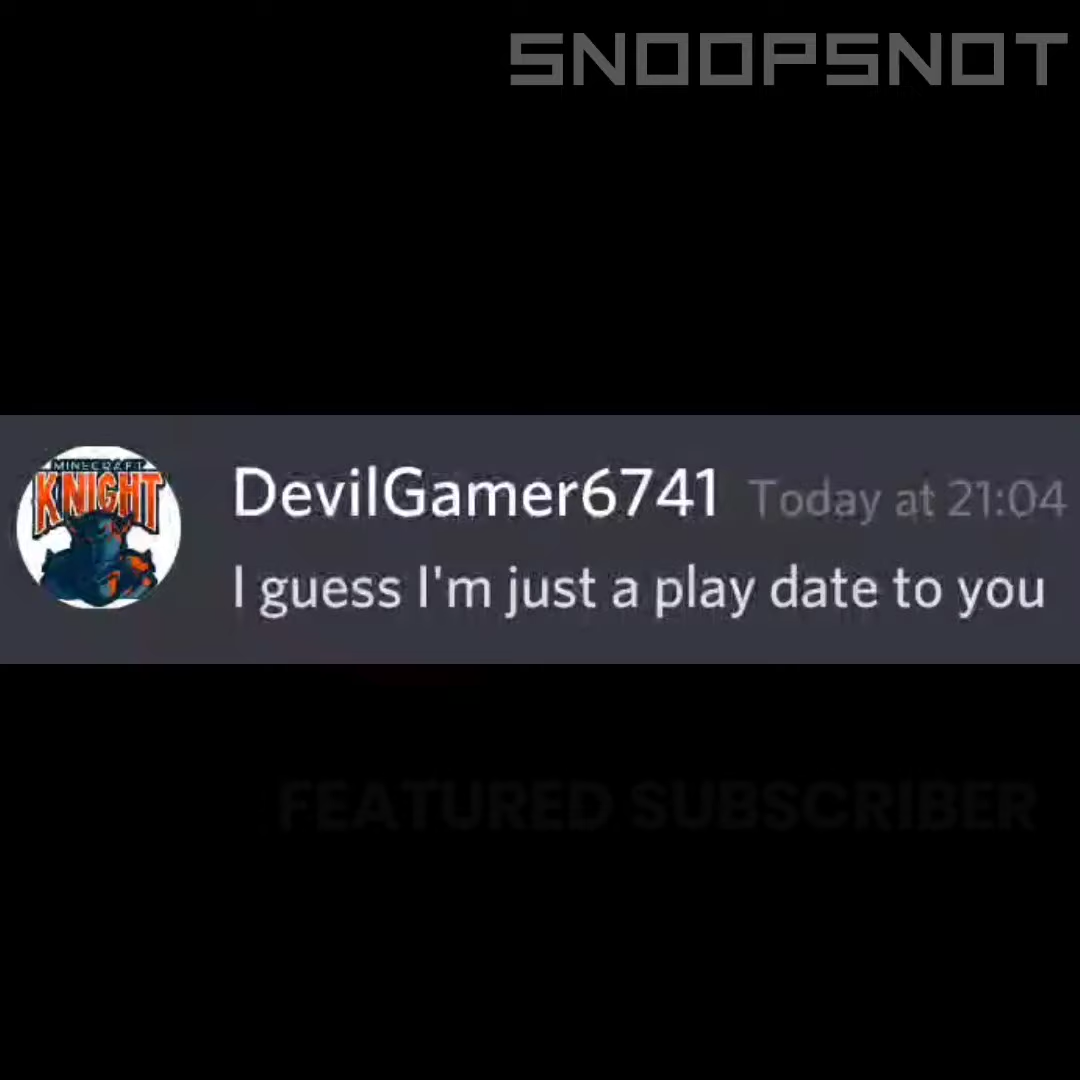 SNOOPSNOT
MINECRAFT
KNIGHT
DevilGamer6741 Today at 21:04
I guess I'm just a play date to you
FEATURED SUBSCRIBER